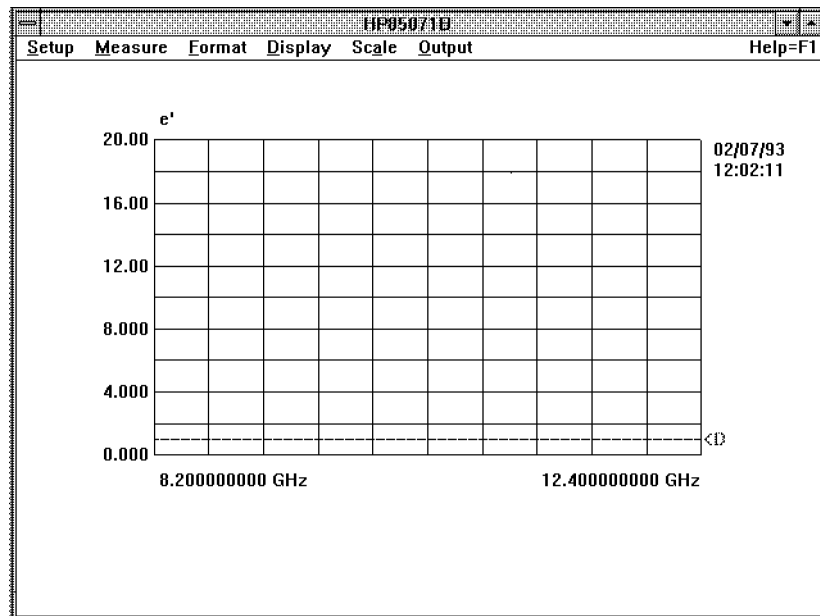 HP85071B
Setup Measure Format Display Scale Output Help=F1
e'
20.00
02/07/93
12:02:11
16.00
12.00
8.000
4.000
<D
0.000
8.200000000 GHz 12.400000000 GHz